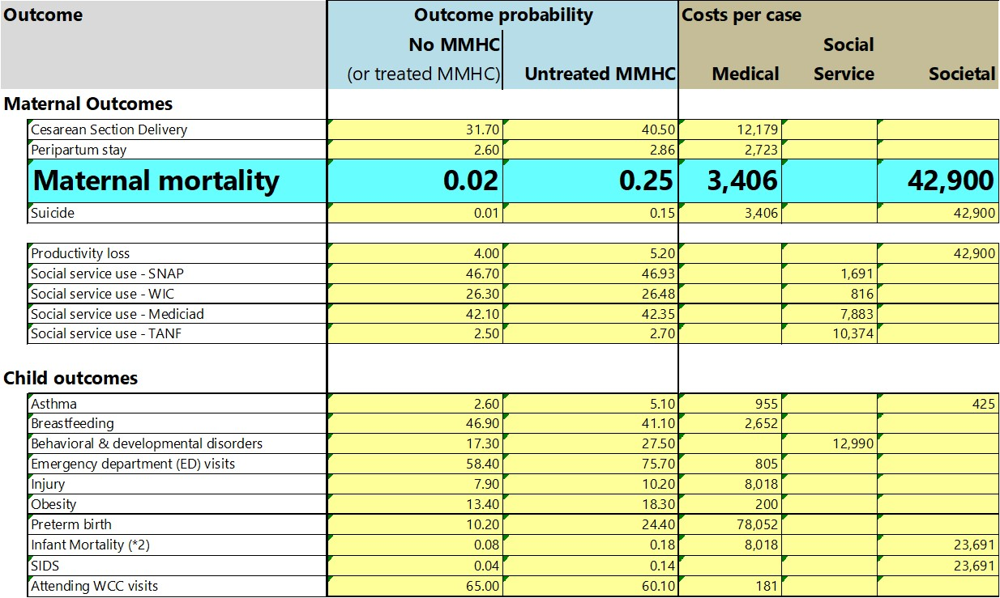 Outcome Outcome probability Costs per case
No MMHC Social
(or treated MMHC) Untreated MMHC Medical Service Societal
Maternal Outcomes
Cesarean Section Delivery 31.70 40.50 12,179
Peripartum stay 2.60 2.86 2,723
Maternal mortality 0.02 0.25 3,406 42,900
Suicide 0.01 0.15 3,406 42,900
Productivity loss 4.00 5.20 42,900
Social service use - SNAP 46.70 46.93 1,691
Social service use - WIC 26.30 26.48 816
Social service use - Mediciad 42.10 42.35 7,883
Social service use - TANF 2.50 2.70 10,374
Child outcomes
Asthma 2.60 5.10 955 425
Breastfeeding 46.90 41.10 2,652
Behavioral & developmental disorders 17.30 27.50 12,990
Emergency department (ED) visits 58.40 75.70 805
Injury 7.90 10.20 8,018
Obesity 13.40 18.30 200
Preterm birth 10.20 24.40 78,052
Infant Mortality (*2) 0.08 0.18 8,018 23,691
SIDS 0.04 0.14 23,691
Attending WCC visits 65.00 60.10 181